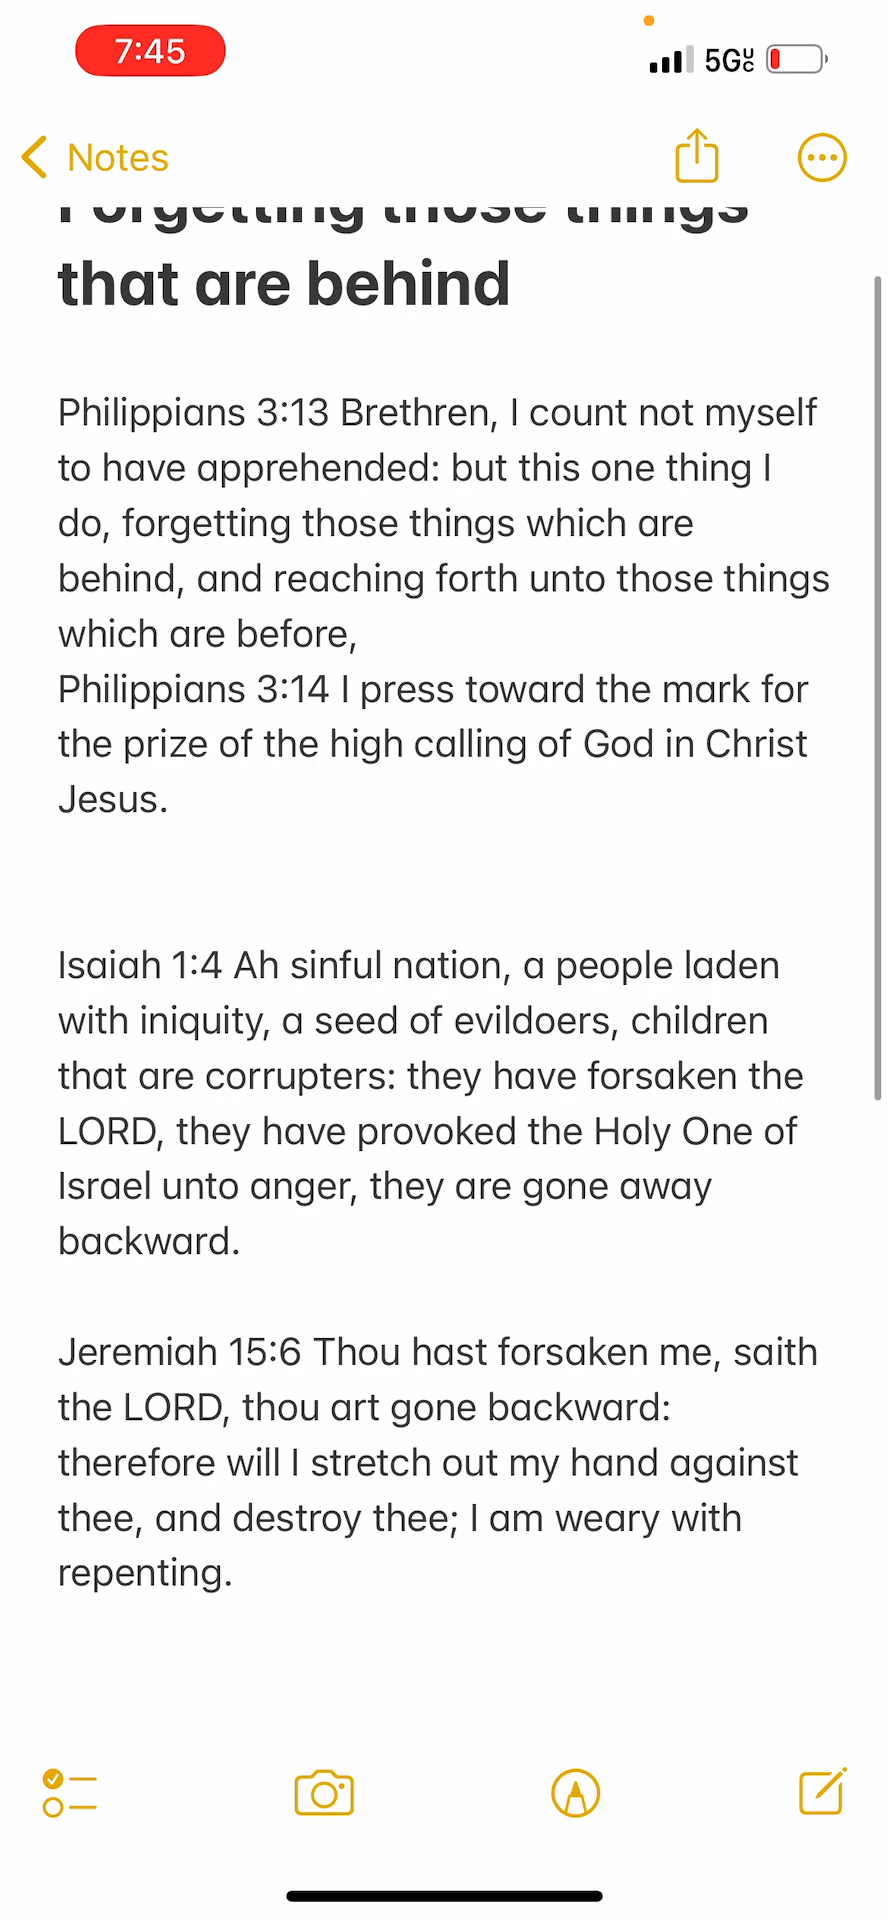 7:45
5GUC
Notes
Forgetting those things
that are behind
Philippians 3:13 Brethren, I count not myself
to have apprehended: but this one thing I
do, forgetting those things which are
behind, and reaching forth unto those things
which are before,
Philippians 3:14 I press toward the mark for
the prize of the high calling of God in Christ
Jesus.
Isaiah 1:4 Ah sinful nation, a people laden
with iniquity, a seed of evildoers, children
that are corrupters: they have forsaken the
LORD, they have provoked the Holy One of
Israel unto anger, they are gone away
backward.
Jeremiah 15:6 Thou hast forsaken me, saith
the LORD, thou art gone backward:
therefore will I stretch out my hand against
thee, and destroy thee; I am weary with
repenting.